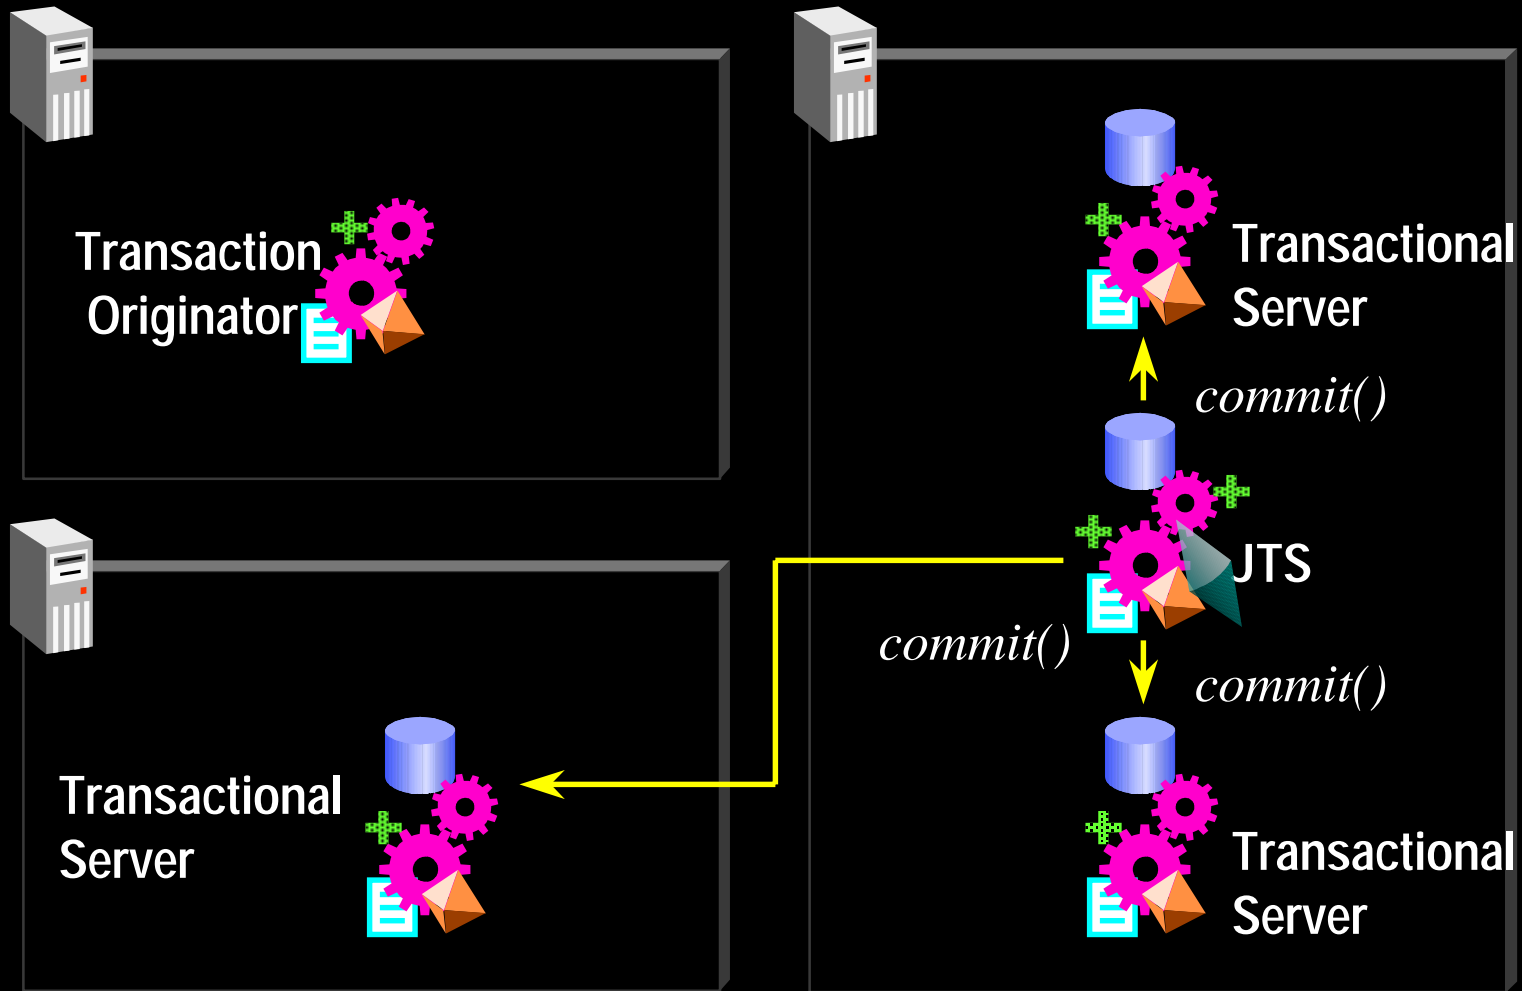 Transaction
Originator
Transactional
Server
commit()
JTS
commit()
commit()
Transactional
Server
Transactional
Server